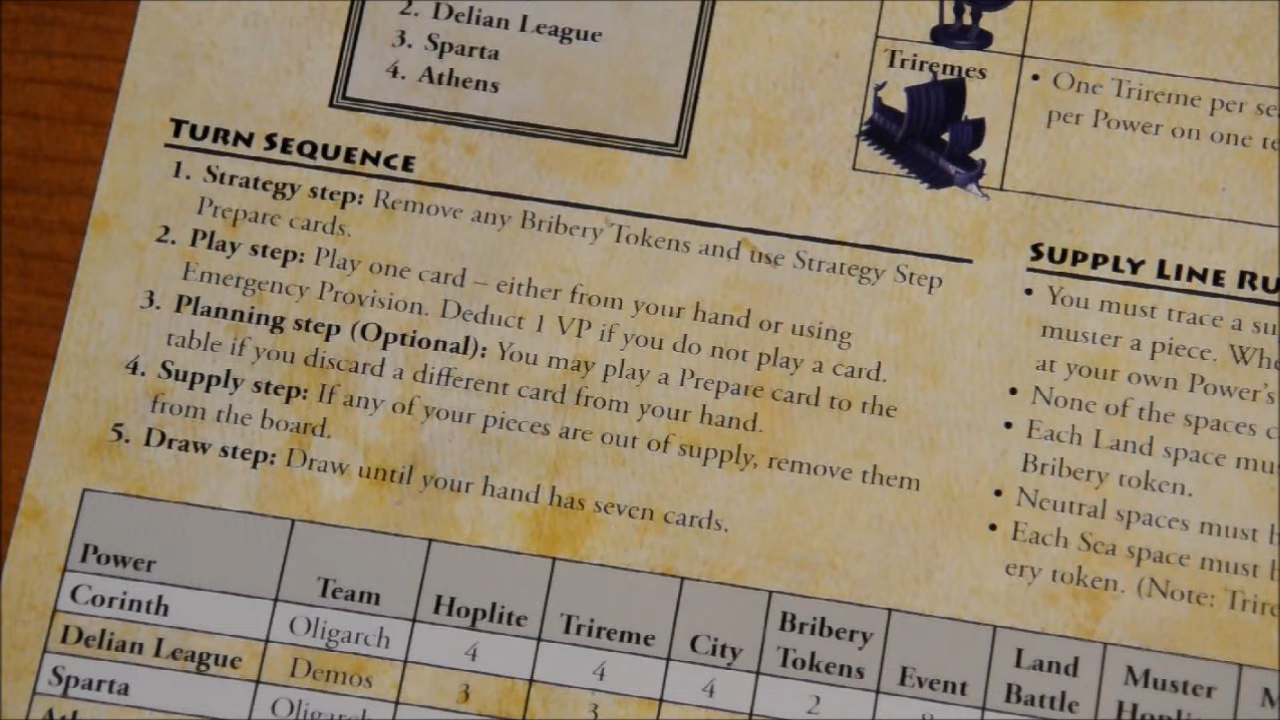 2. Delian League
3. Sparta
4. Athens
Triremes
• One Trireme per
per Power on one
TURN SEQUENCE
1. Strategy step: Remove any Bribery Tokens and use Strategy Step
Prepare cards.
2. Play step: Play one card – either from your hand or using
Emergency Provision. Deduct 1 VP if you do not play a card.
3. Planning step (Optional): You may play a Prepare card to the
table if you discard a different card from your hand.
4. Supply step: If any of your pieces are out of supply, remove them
from the board.
5. Draw step: Draw until your hand has seven cards.
SUPPLY LINE RU
• You must trace a su
muster a piece. Whe
at your own Power's
• None of the spaces
• Each Land space mu
Bribery token.
• Neutral spaces must
• Each Sea space must
ery token. (Note: Trire
Power Team Hoplite Trireme City Bribery Tokens Event Land Battle Muster
Corinth Oligarch 4 4 4 2
Delian League Demos 3 3
Sparta